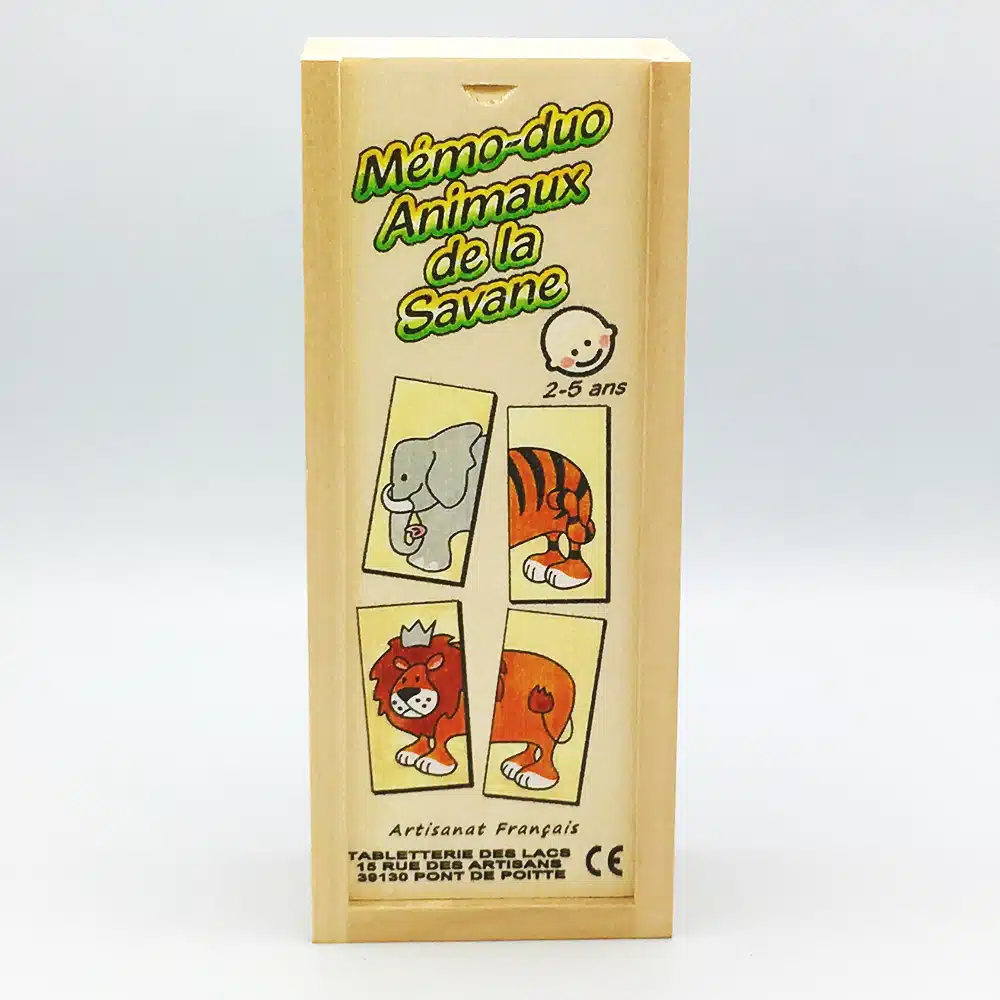 Mémo-duo
Animaux
de la
Savane
2-5 ans
Artisanat Français
TABLETTERIE DES LACS
15 RUE DES ARTISANS
39130 PONT DE POITTE
CE